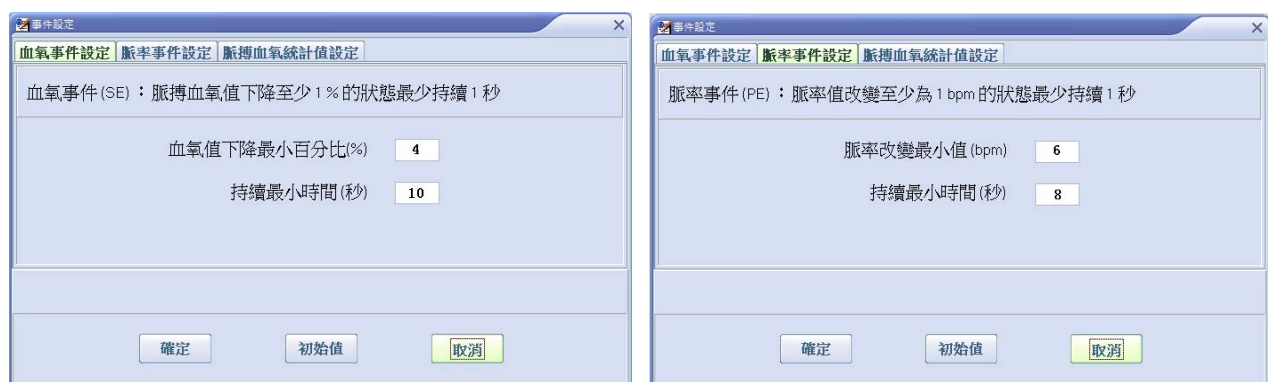 事件設定
血氧事件設定 脈率事件設定 脈搏血氧統計值設定
血氧事件(SE)：脈搏血氧值下降至少1%的狀態最少持續1秒
血氧值下降最小百分比(%) 4
持續最小時間(秒) 10
確定 初始值 取消
事件設定
血氧事件設定 脈率事件設定 脈搏血氧統計值設定
脈率事件(PE)：脈率值改變至少為1bpm的狀態最少持續1秒
脈率改變最小值(bpm) 6
持續最小時間(秒) 8
確定 初始值 取消